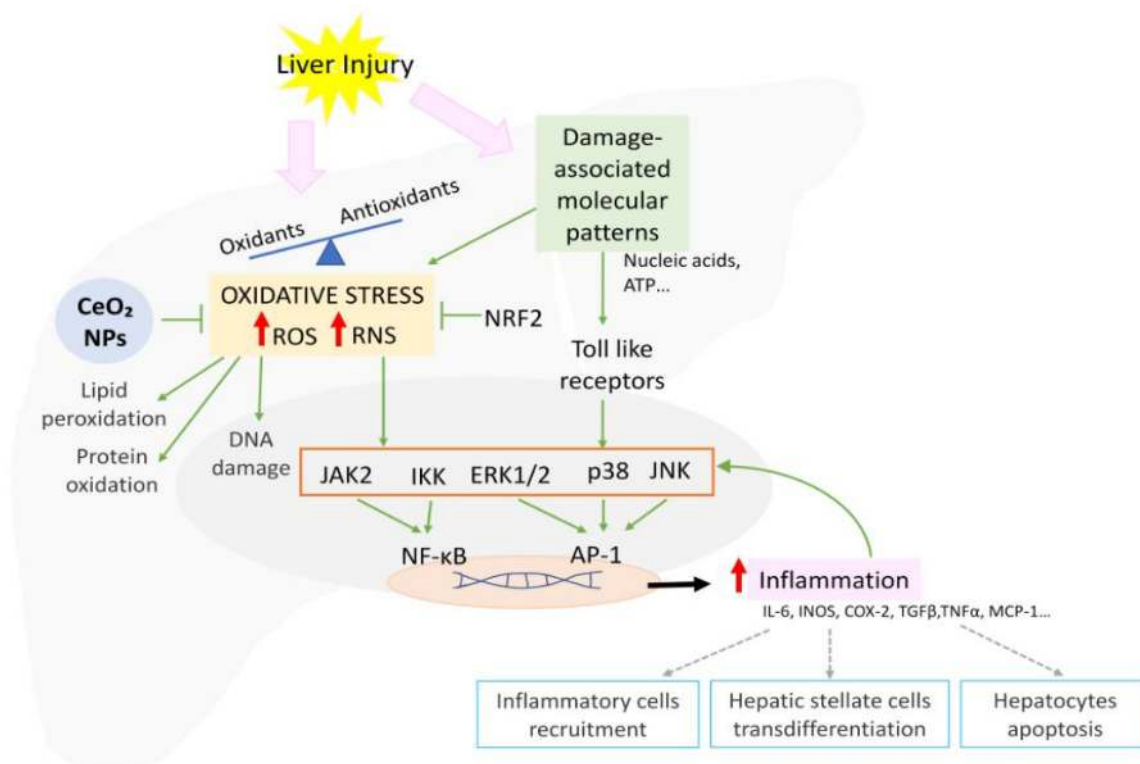 Liver Injury
Damage-
associated
molecular
patterns
Oxidants
Antioxidants
Nucleic acids,
ATP...
CeO₂
NPs
OXIDATIVE STRESS
ROS
RNS
NRF2
Toll like
receptors
Lipid
peroxidation
Protein
oxidation
DNA
damage
JAK2 IKK ERK1/2 p38 JNK
NF-κB
AP-1
Inflammation
IL-6, INOS, COX-2, TGFβ,TNFα, MCP-1...
Inflammatory cells
recruitment
Hepatic stellate cells
transdifferentiation
Hepatocytes
apoptosis